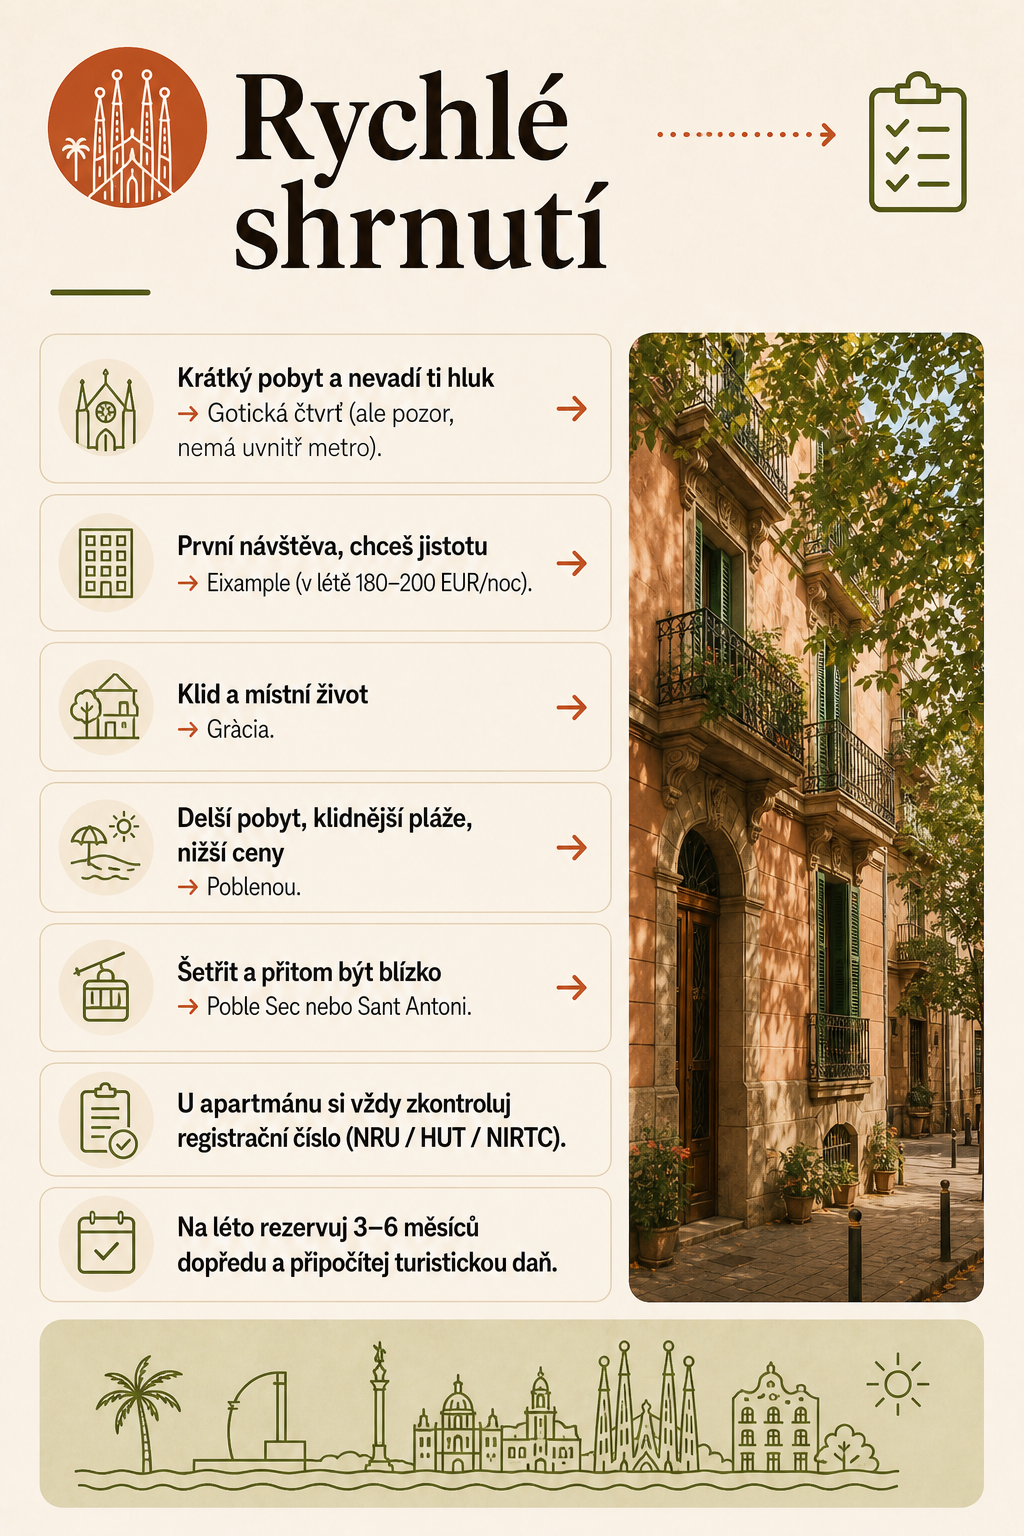 Rychlé
shrnutí
Krátký pobyt a nevadí ti hluk
→ Gotická čtvrť (ale pozor,
nemá uvnitř metro).
První návštěva, chceš jistotu
→ Eixample (v létě 180–200 EUR/noc).
Klid a místní život
→ Gràcia.
Delší pobyt, klidnější pláže,
nižší ceny
→ Poblenou.
Šetřit a přitom být blízko
→ Poble Sec nebo Sant Antoni.
U apartmánu si vždy zkontroluj
registrační číslo (NRU / HUT / NIRTC).
Na léto rezervuj 3–6 měsíců
dopředu a připočítej turistickou daň.